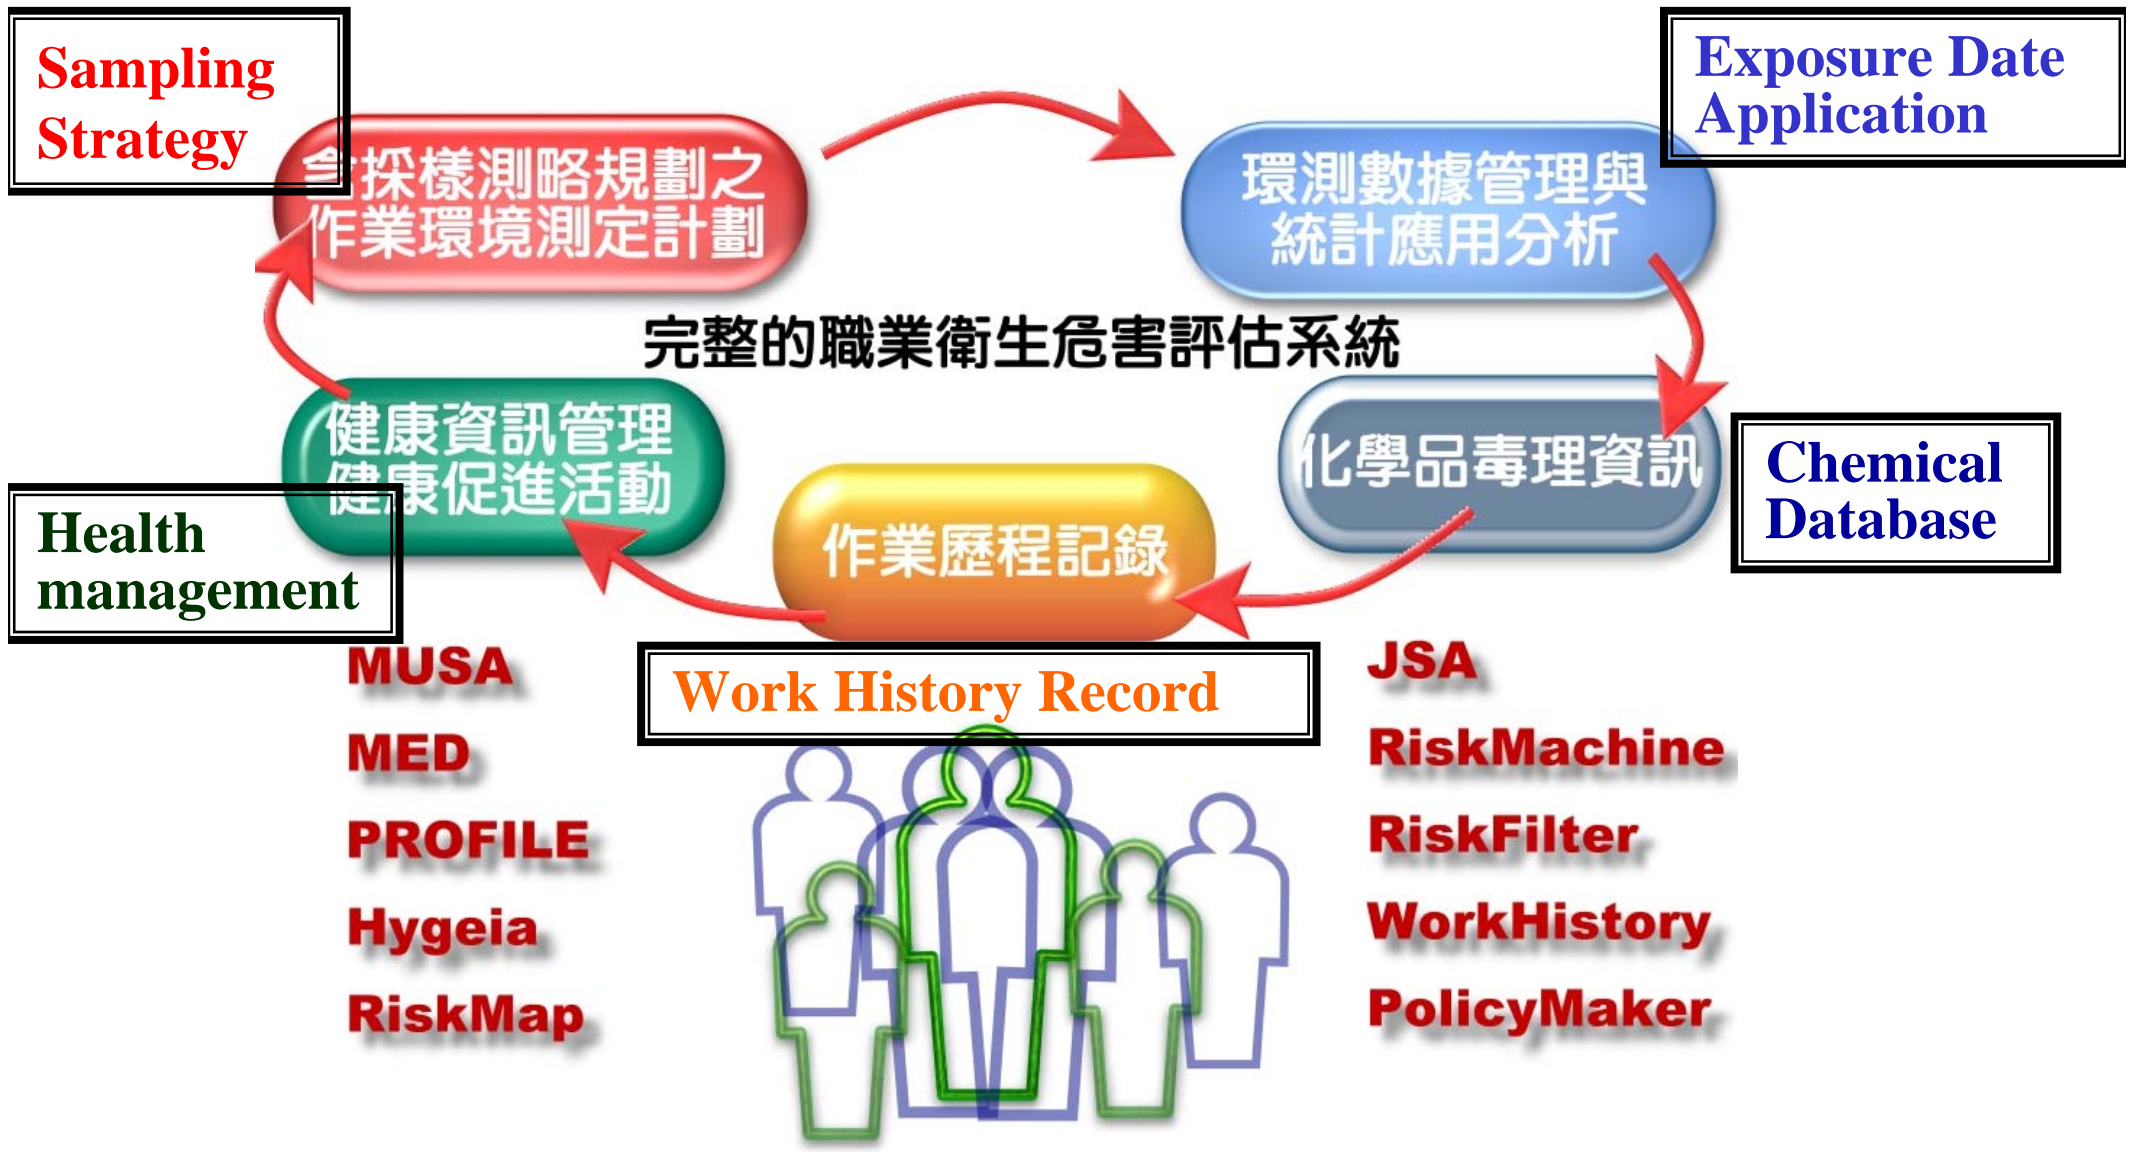 Sampling
Strategy
含採樣測略規劃之
作業環境測定計劃
Exposure Date
Application
環測數據管理與
統計應用分析
完整的職業衛生危害評估系統
健康資訊管理
健康促進活動
Health
management
作業歷程記錄
Work History Record
化學品毒理資訊
Chemical
Database
MUSA
MED
PROFILE
Hygeia
RiskMap
JSA
RiskMachine
RiskFilter
WorkHistory
PolicyMaker